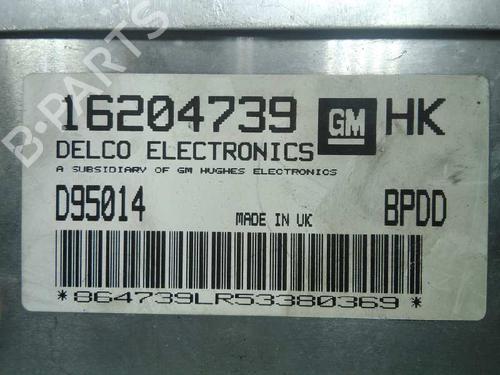 16204739 GM HK
DELCO ELECTRONICS
A SUBSIDIARY OF GM HUGHES ELECTRONICS
D95014 MADE IN UK BPDD
*864739LR53380369*
B-PARTS